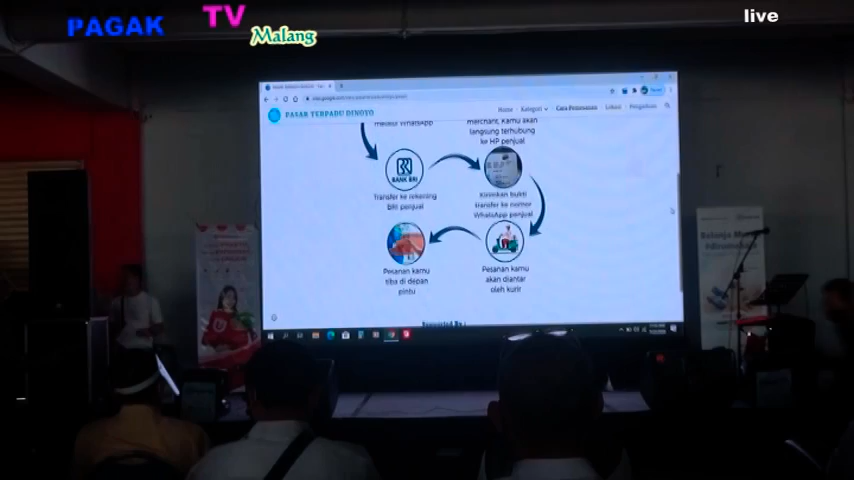 PAGAK TV
Malang
live
PASAR TERPADU DINOYO
Home Kategori Cara Pemesanan Lokasi Pengaduan
melalui WhatsApp
merchant, Kamu akan
langsung terhubung
ke HP penjual
BANK BRI
Transfer ke rekening
BRI penjual
Kirimkan bukti
transfer ke nomor
WhatsApp penjual
Pesanan kamu
tiba di depan
pintu
Pesanan kamu
akan diantar
oleh kurir
Supported By :